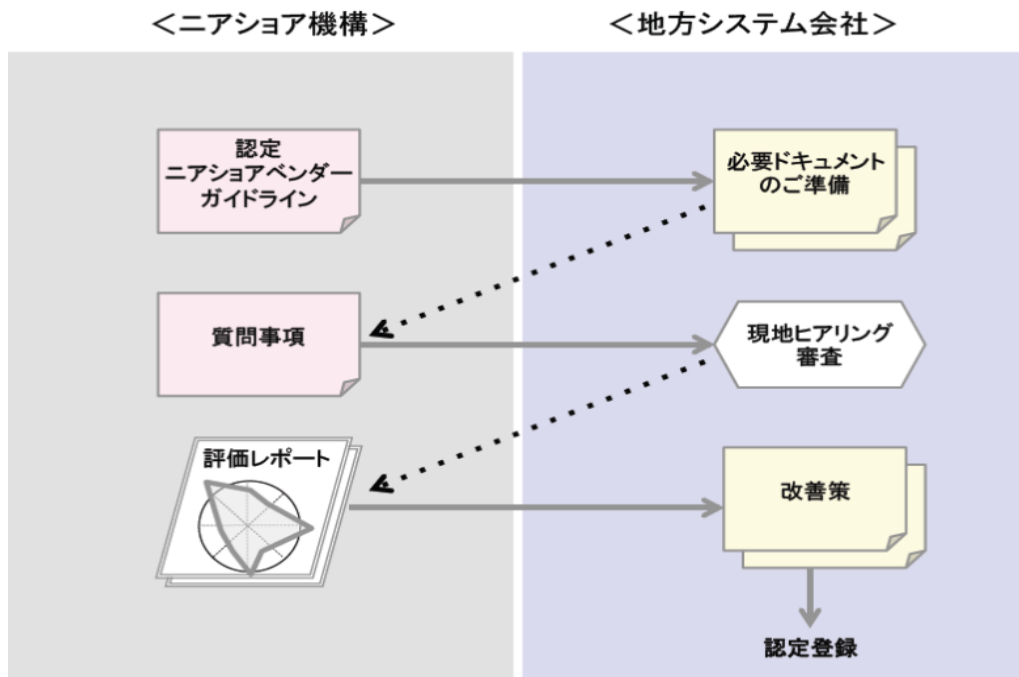 ＜ニアショア機構＞
＜地方システム会社＞
認定
ニアショアベンダー
ガイドライン
必要ドキュメント
のご準備
質問事項
現地ヒアリング
審査
評価レポート
改善策
認定登録